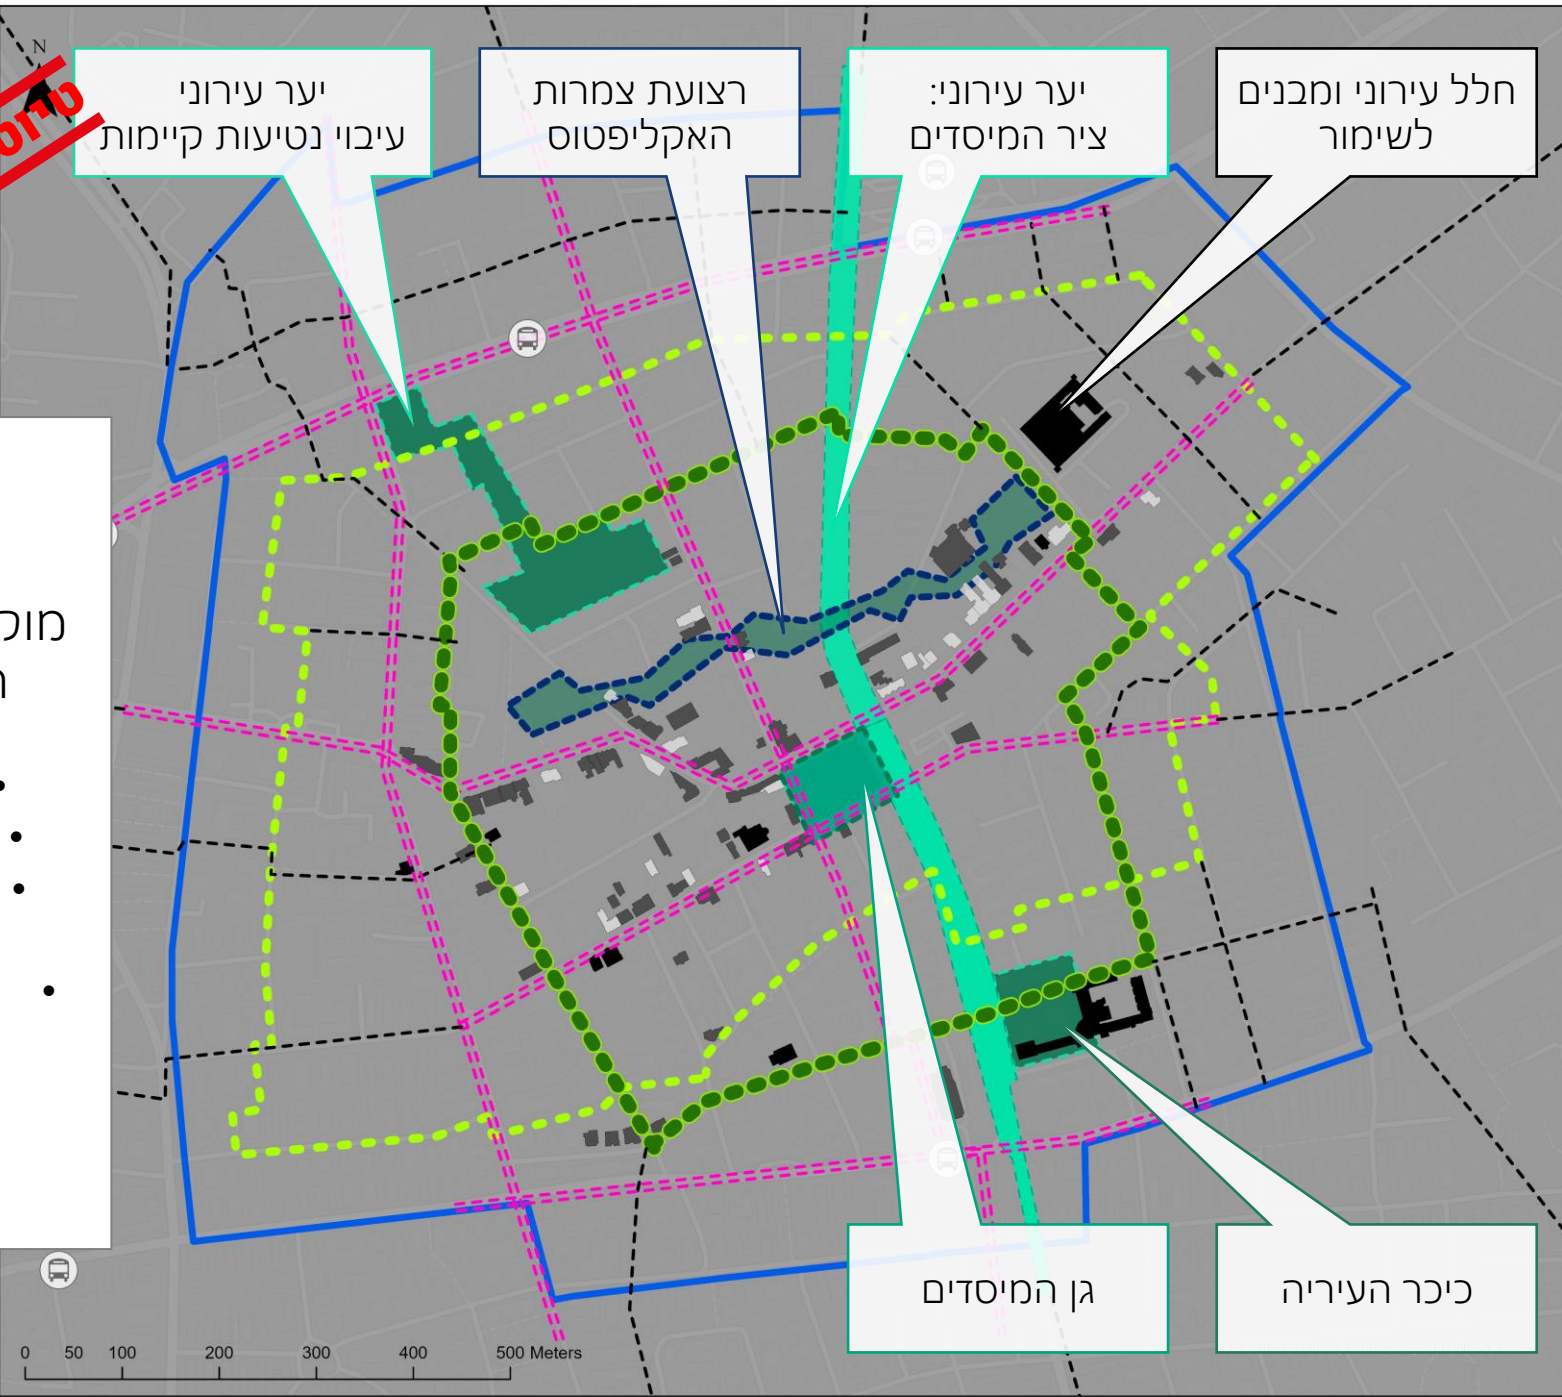 N
יער עירוני
עיבוי נטיעות קיימות
רצועת צמרות
האקליפטוס
יער עירוני:
ציר המיסדים
חלל עירוני ומבנים
לשימור
גן המיסדים
כיכר העיריה
0 50 100 200 300 400 500 Meters